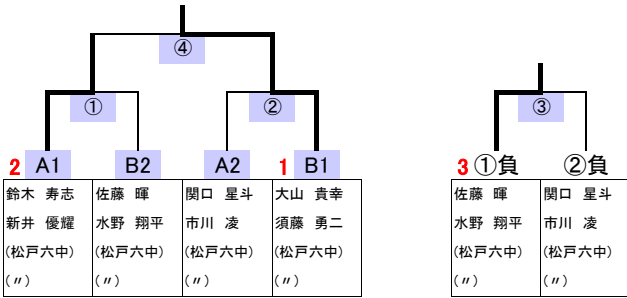 ④
① ② ③
2 A1 B2 A2 1 B1 3 ①負 ②負
鈴木 寿志 佐藤 暉 関口 星斗 大山 貴幸 佐藤 暉 関口 星斗
新井 優耀 水野 翔平 市川 凌 須藤 勇二 水野 翔平 市川 凌
(松戸六中) (松戸六中) (松戸六中) (松戸六中) (松戸六中) (松戸六中)
(〃) (〃) (〃) (〃) (〃) (〃)